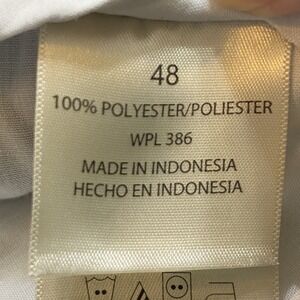 48
100% POLYESTER/POLIESTER
WPL 386
MADE IN INDONESIA
HECHO EN INDONESIA